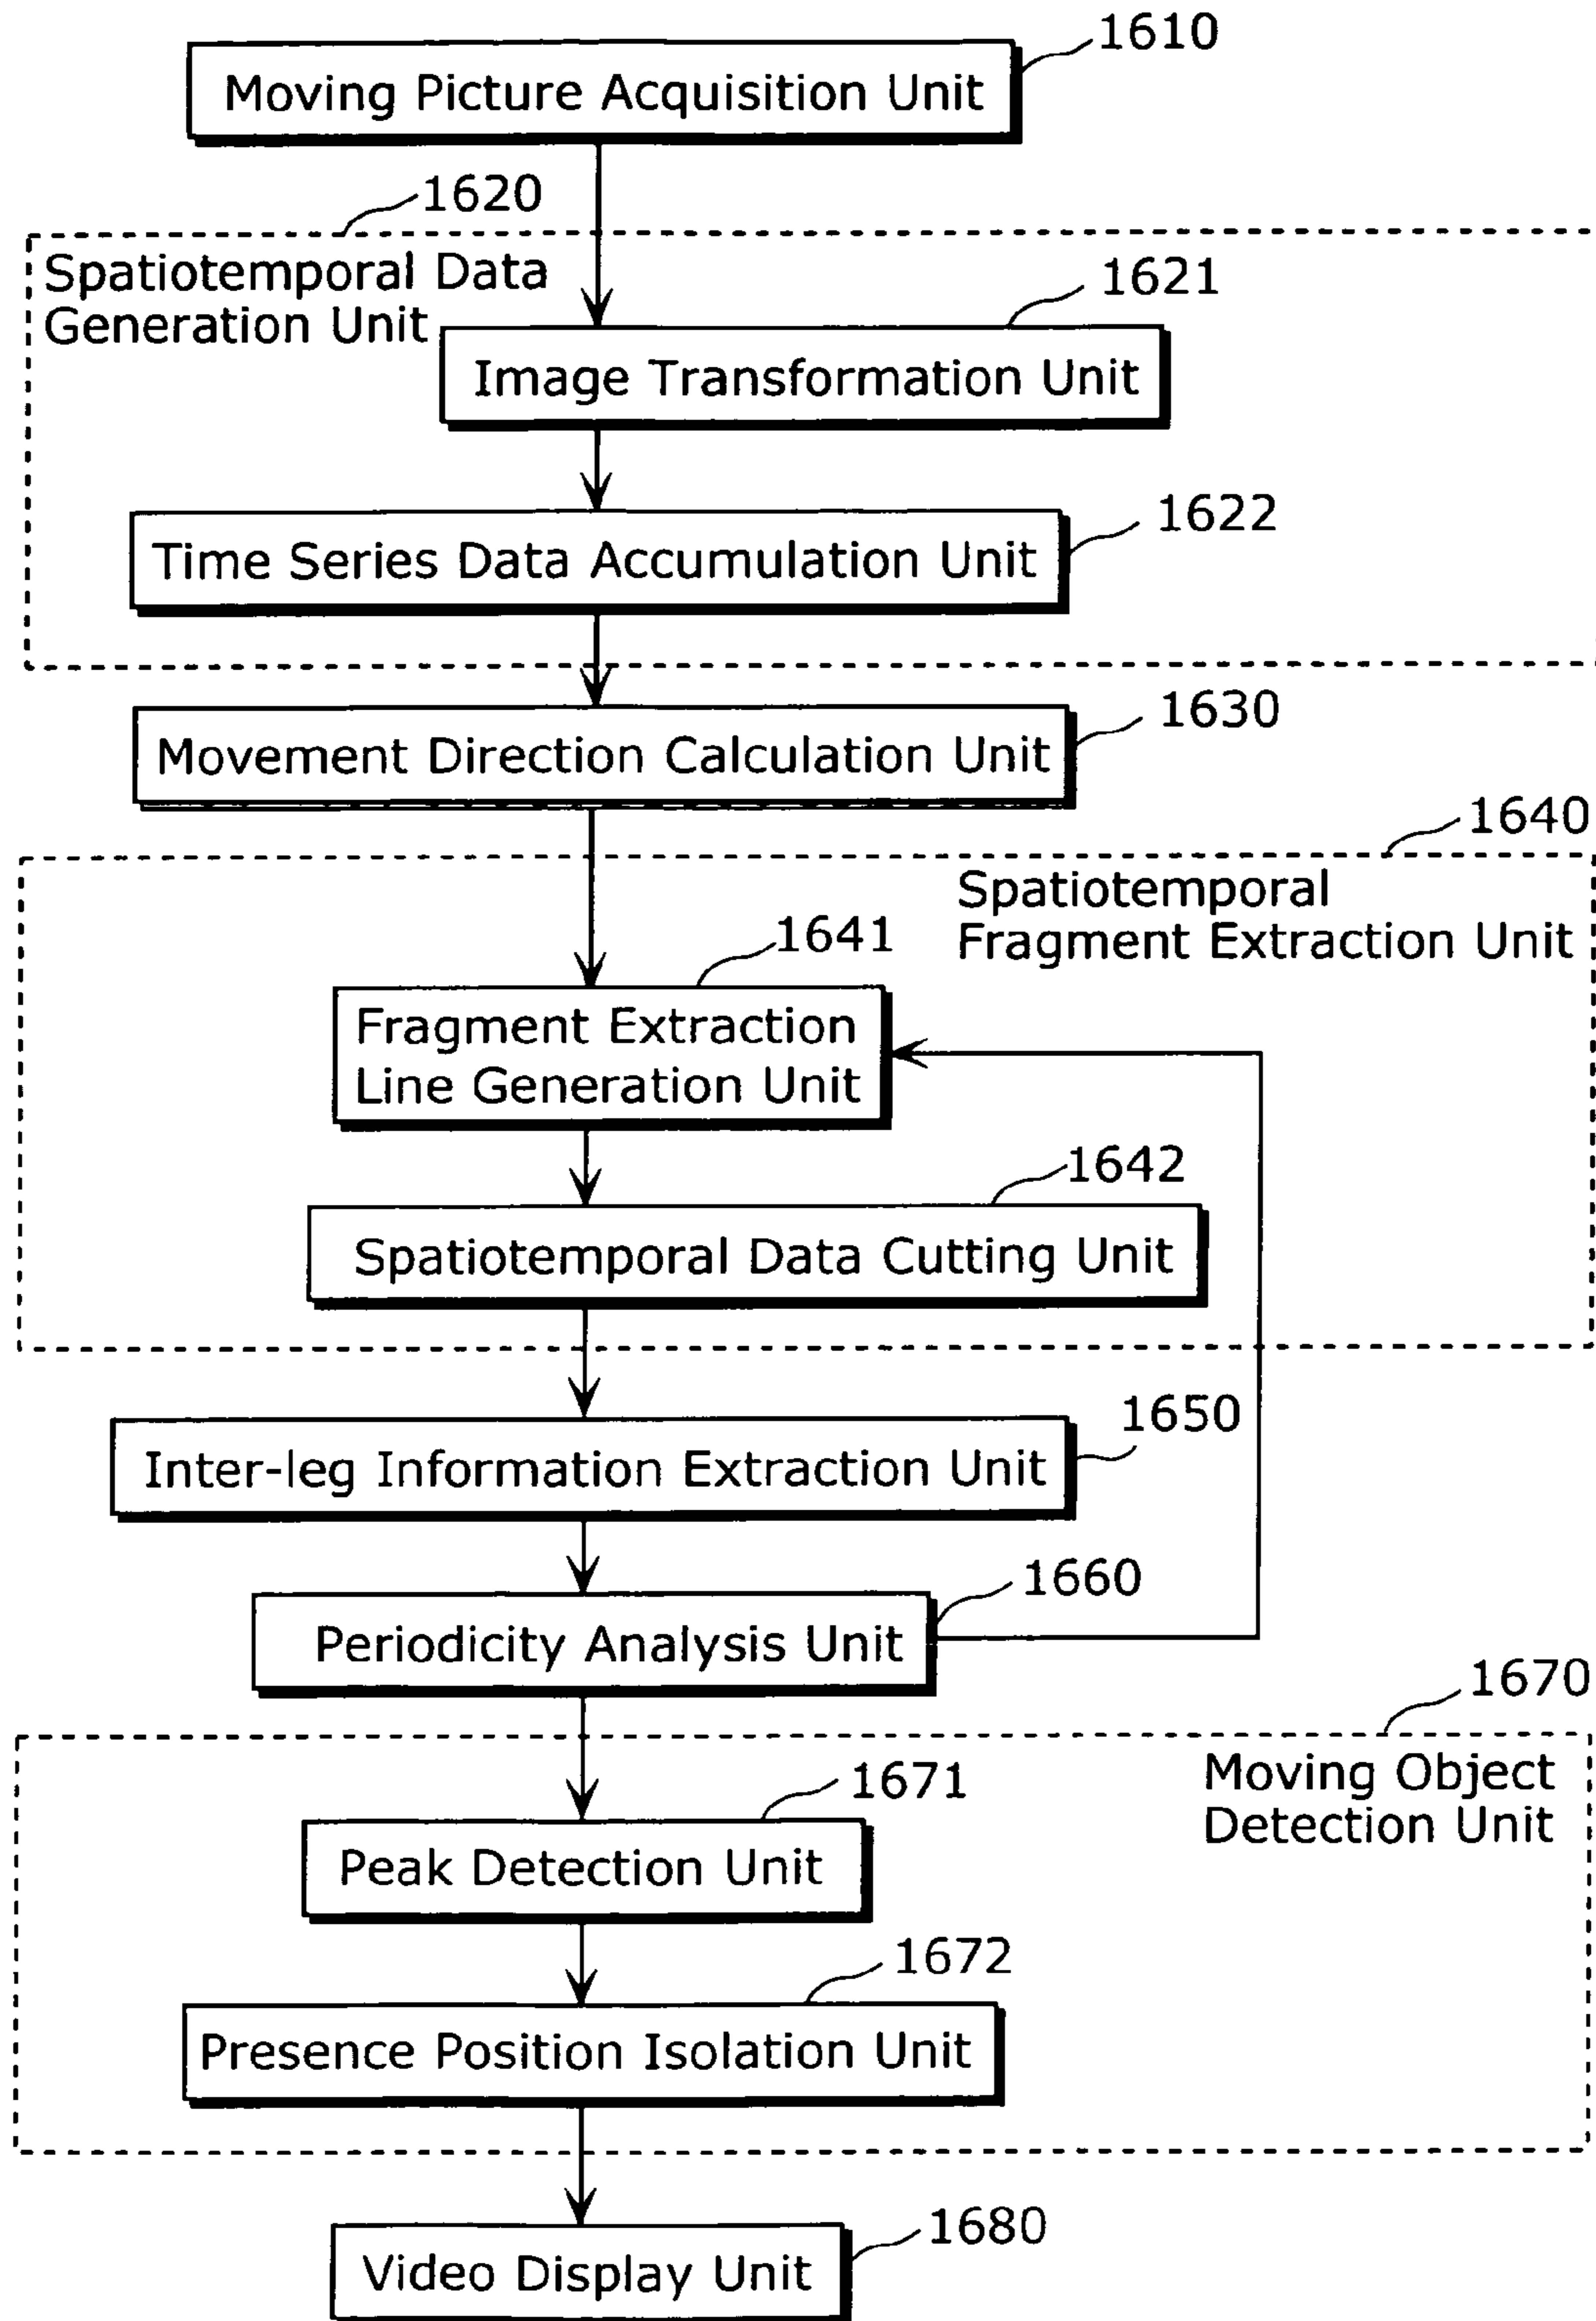 1610
Moving Picture Acquisition Unit
1620
Spatiotemporal Data
Generation Unit
1621
Image Transformation Unit
1622
Time Series Data Accumulation Unit
1630
Movement Direction Calculation Unit
1640
Spatiotemporal
Fragment Extraction Unit
1641
Fragment Extraction
Line Generation Unit
1642
Spatiotemporal Data Cutting Unit
1650
Inter-leg Information Extraction Unit
1660
Periodicity Analysis Unit
1670
Moving Object
Detection Unit
1671
Peak Detection Unit
1672
Presence Position Isolation Unit
1680
Video Display Unit